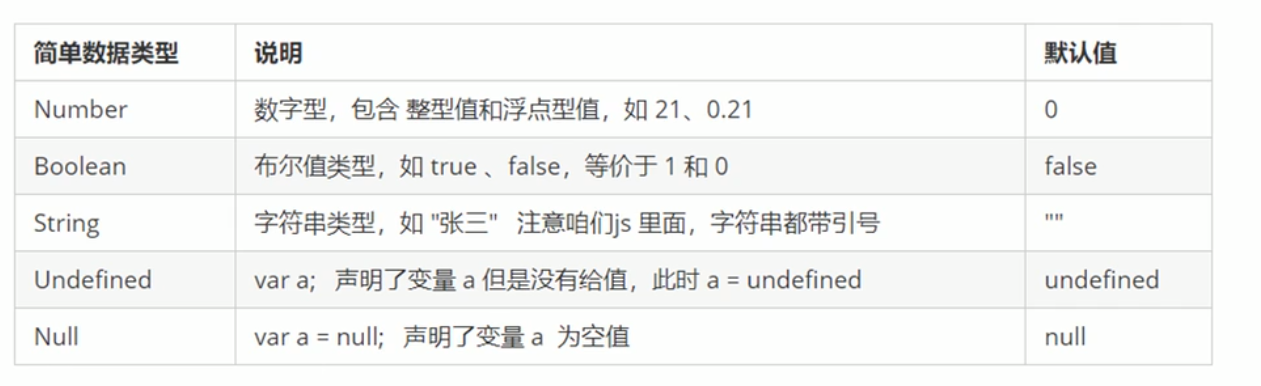 简单数据类型 说明 默认值
Number 数字型，包含 整型值和浮点型值，如 21、0.21 0
Boolean 布尔值类型，如 true 、false，等价于 1 和 0 false
String 字符串类型，如 "张三" 注意咱们js 里面，字符串都带引号 ""
Undefined var a; 声明了变量 a 但是没有给值，此时 a = undefined undefined
Null var a = null; 声明了变量 a 为空值 null